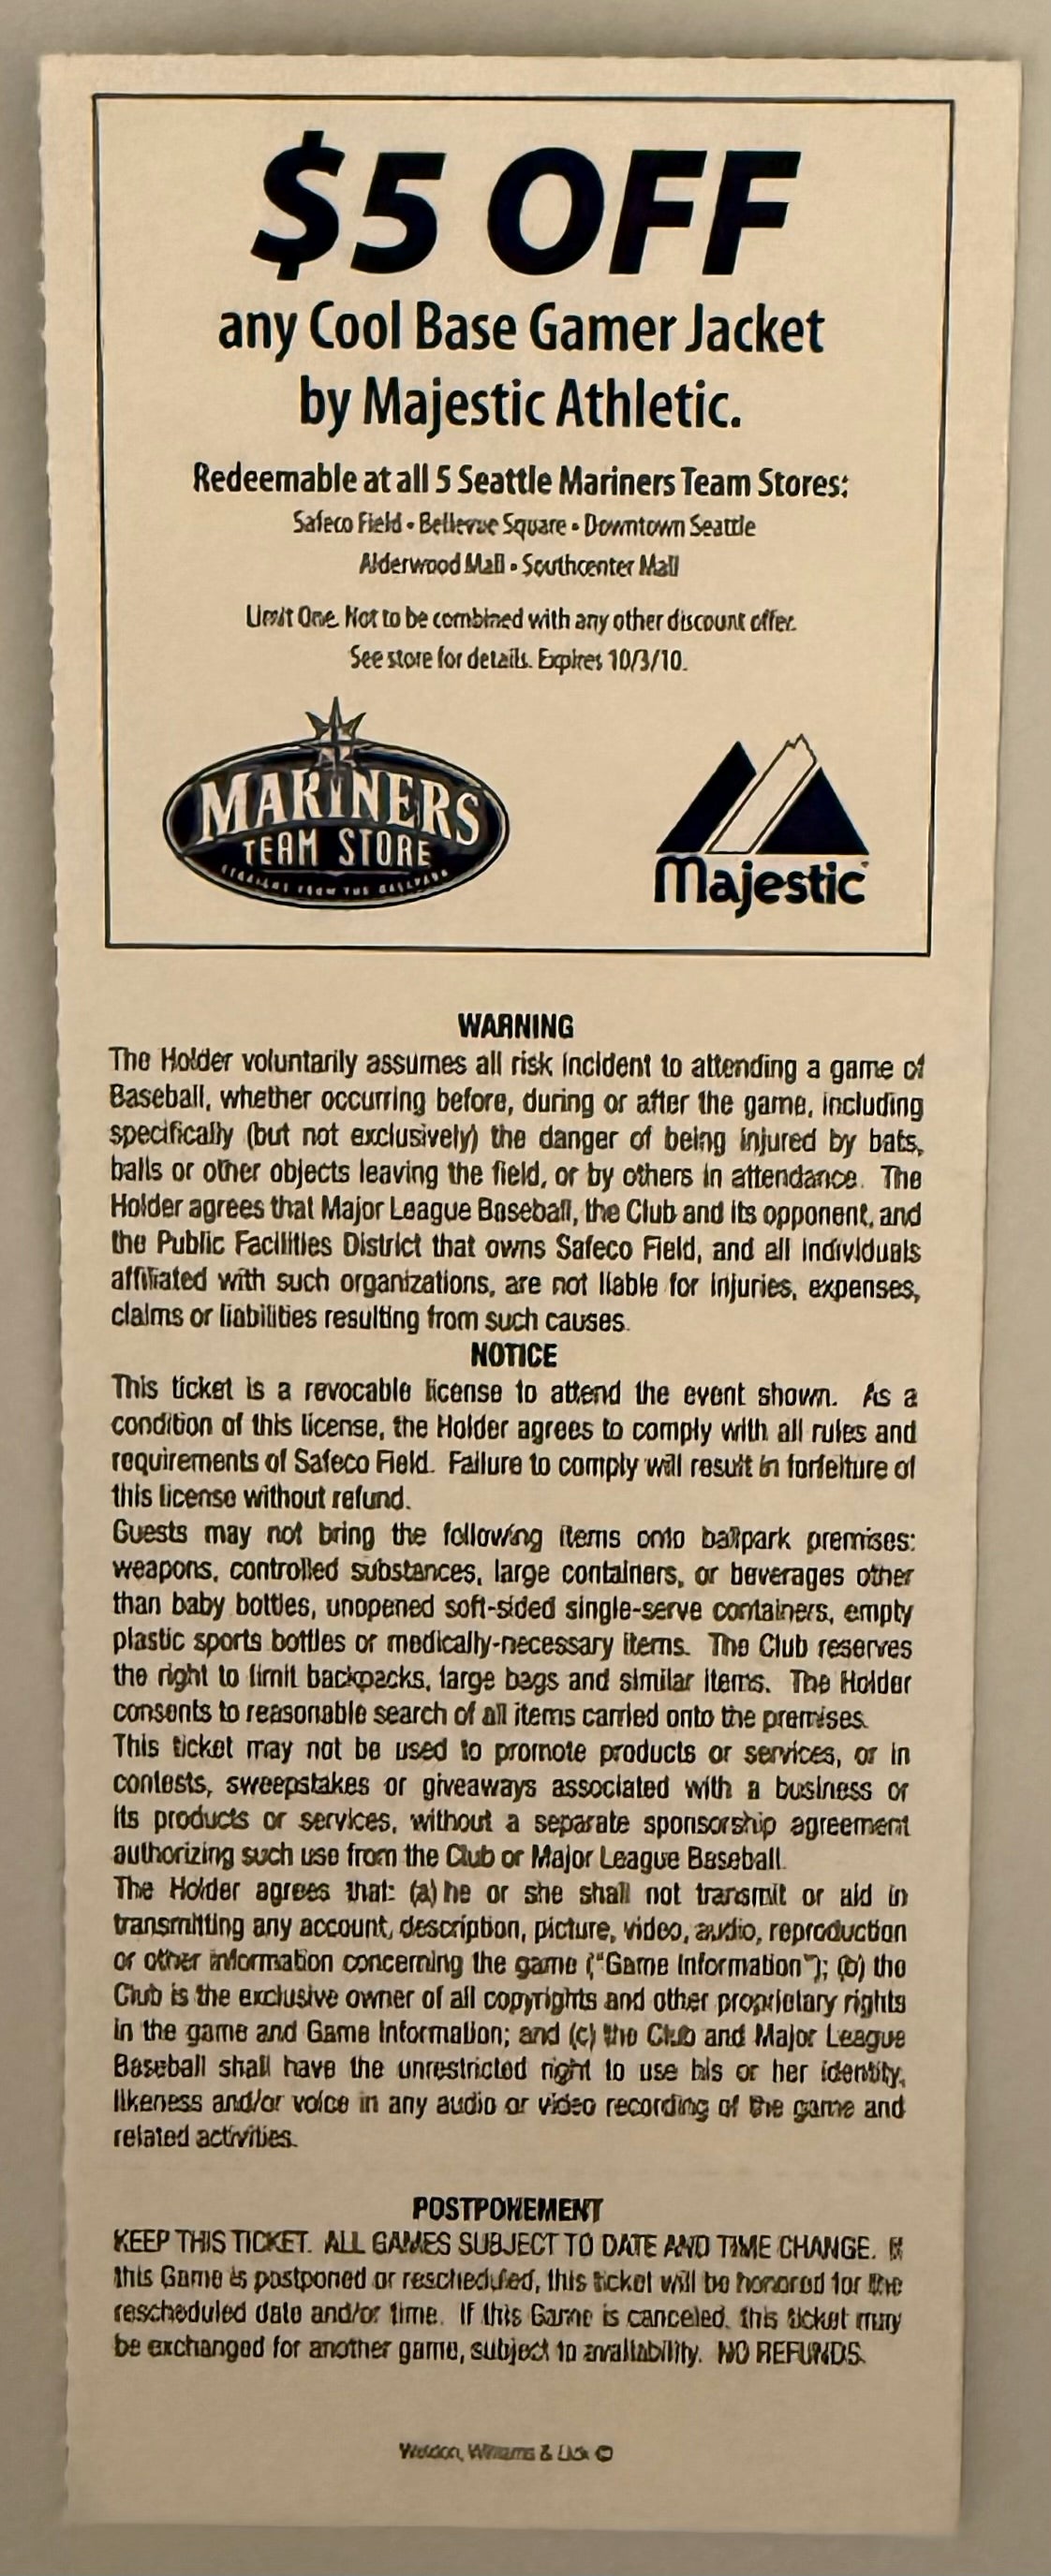 $5 OFF
any Cool Base Gamer Jacket
by Majestic Athletic.
Redeemable at all 5 Seattle Mariners Team Stores:
Safeco Field • Bellevue Square • Downtown Seattle
Alderwood Mall • Southcenter Mall
Limit One. Not to be combined with any other discount offer.
See store for details. Expires 10/3/10.
MARINERS
TEAM STORE
STRAIGHT FROM THE BALLPARK
Majestic
WARNING
The Holder voluntarily assumes all risk incident to attending a game of
Baseball, whether occurring before, during or after the game, including
specifically (but not exclusively) the danger of being injured by bats,
balls or other objects leaving the field, or by others in attendance. The
Holder agrees that Major League Baseball, the Club and its opponent, and
the Public Facilities District that owns Safeco Field, and all individuals
affiliated with such organizations, are not liable for injuries, expenses,
claims or liabilities resulting from such causes.
NOTICE
This ticket is a revocable license to attend the event shown. As a
condition of this license, the Holder agrees to comply with all rules and
requirements of Safeco Field. Failure to comply will result in forfeiture of
this license without refund.
Guests may not bring the following items onto ballpark premises:
weapons, controlled substances, large containers, or beverages other
than baby bottles, unopened soft-sided single-serve containers, empty
plastic sports bottles or medically-necessary items. The Club reserves
the right to limit backpacks, large bags and similar items. The Holder
consents to reasonable search of all items carried onto the premises.
This ticket may not be used to promote products or services, or in
contests, sweepstakes or giveaways associated with a business or
its products or services, without a separate sponsorship agreement
authorizing such use from the Club or Major League Baseball.
The Holder agrees that: (a) he or she shall not transmit or aid in
transmitting any account, description, picture, video, audio, reproduction
or other information concerning the game ("Game Information"); (b) the
Club is the exclusive owner of all copyrights and other proprietary rights
in the game and Game Information; and (c) the Club and Major League
Baseball shall have the unrestricted right to use his or her identity,
likeness and/or voice in any audio or video recording of the game and
related activities.
POSTPONEMENT
KEEP THIS TICKET. ALL GAMES SUBJECT TO DATE AND TIME CHANGE. If
this Game is postponed or rescheduled, this ticket will be honored for the
rescheduled date and/or time. If this Game is canceled, this ticket may
be exchanged for another game, subject to availability. NO REFUNDS.
Weldon, Williams & Lick ©